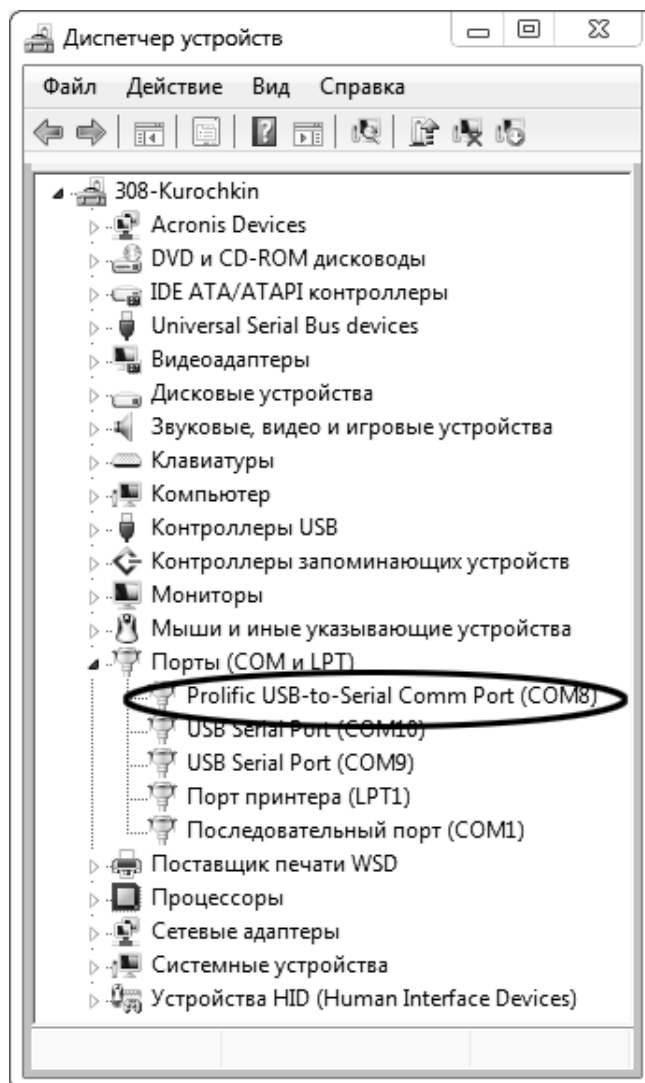 Диспетчер устройств
Файл Действие Вид Справка
308-Kurochkin
Acronis Devices
DVD и CD-ROM дисководы
IDE ATA/ATAPI контроллеры
Universal Serial Bus devices
Видеоадаптеры
Дисковые устройства
Звуковые, видео и игровые устройства
Клавиатуры
Компьютер
Контроллеры USB
Контроллеры запоминающих устройств
Мониторы
Мыши и иные указывающие устройства
Порты (COM и LPT)
Prolific USB-to-Serial Comm Port (COM8)
USB Serial Port (COM10)
USB Serial Port (COM9)
Порт принтера (LPT1)
Последовательный порт (COM1)
Поставщик печати WSD
Процессоры
Сетевые адаптеры
Системные устройства
Устройства HID (Human Interface Devices)